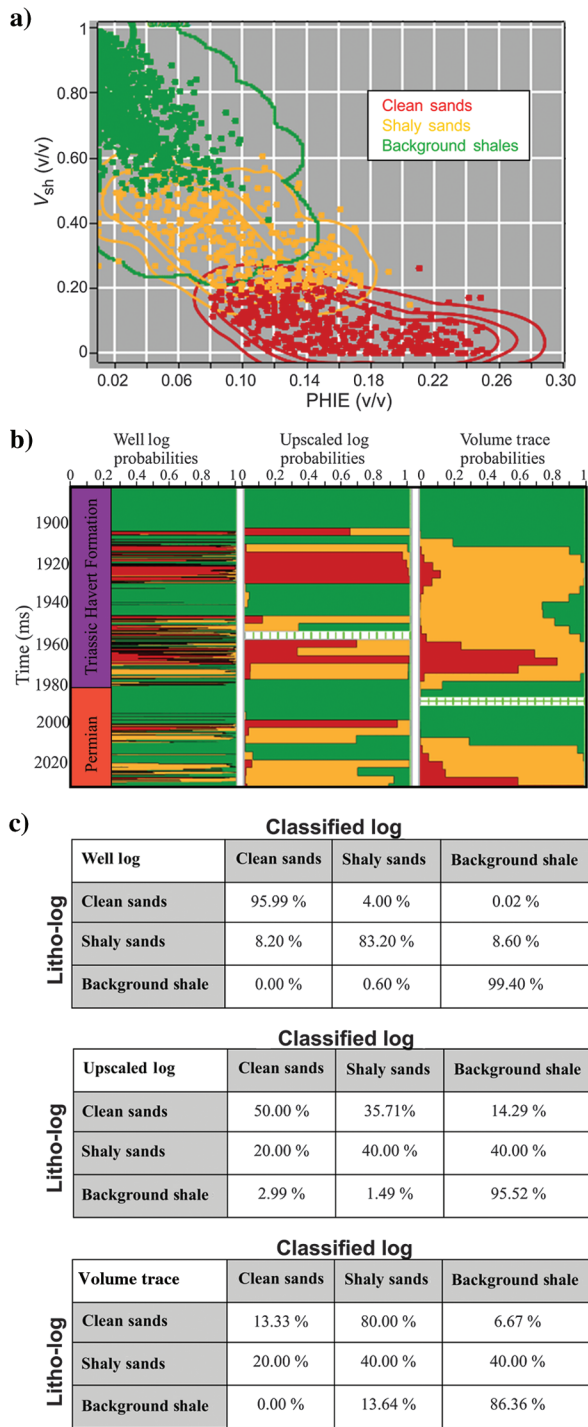 a)
1
0.80
0.60
0.40
0.20
0
Vsh (v/v)
Clean sands
Shaly sands
Background shales
0.02 0.06 0.10 0.14 0.18 0.22 0.26 0.30
PHIE (v/v)
b)
Well log probabilities
Upscaled log probabilities
Volume trace probabilities
0 0.2 0.4 0.6 0.8 1
0 0.2 0.4 0.6 0.8 1
0 0.2 0.4 0.6 0.8 1
Time (ms)
1900
1920
1940
1960
1980
2000
2020
Triassic Havert Formation
Permian
c)
Classified log
Litho-log
Well log Clean sands Shaly sands Background shale
Clean sands 95.99 % 4.00 % 0.02 %
Shaly sands 8.20 % 83.20 % 8.60 %
Background shale 0.00 % 0.60 % 99.40 %
Classified log
Litho-log
Upscaled log Clean sands Shaly sands Background shale
Clean sands 50.00 % 35.71% 14.29 %
Shaly sands 20.00 % 40.00 % 40.00 %
Background shale 2.99 % 1.49 % 95.52 %
Classified log
Litho-log
Volume trace Clean sands Shaly sands Background shale
Clean sands 13.33 % 80.00 % 6.67 %
Shaly sands 20.00 % 40.00 % 40.00 %
Background shale 0.00 % 13.64 % 86.36 %